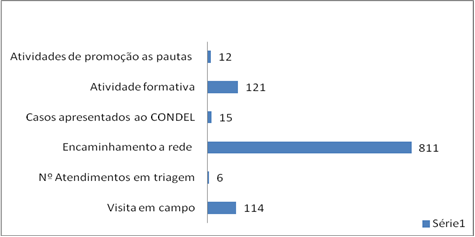 Atividades de promoção as pautas 12
Atividade formativa 121
Casos apresentados ao CONDEL 15
Encaminhamento a rede 811
Nº Atendimentos em triagem 6
Visita em campo 114
Série1